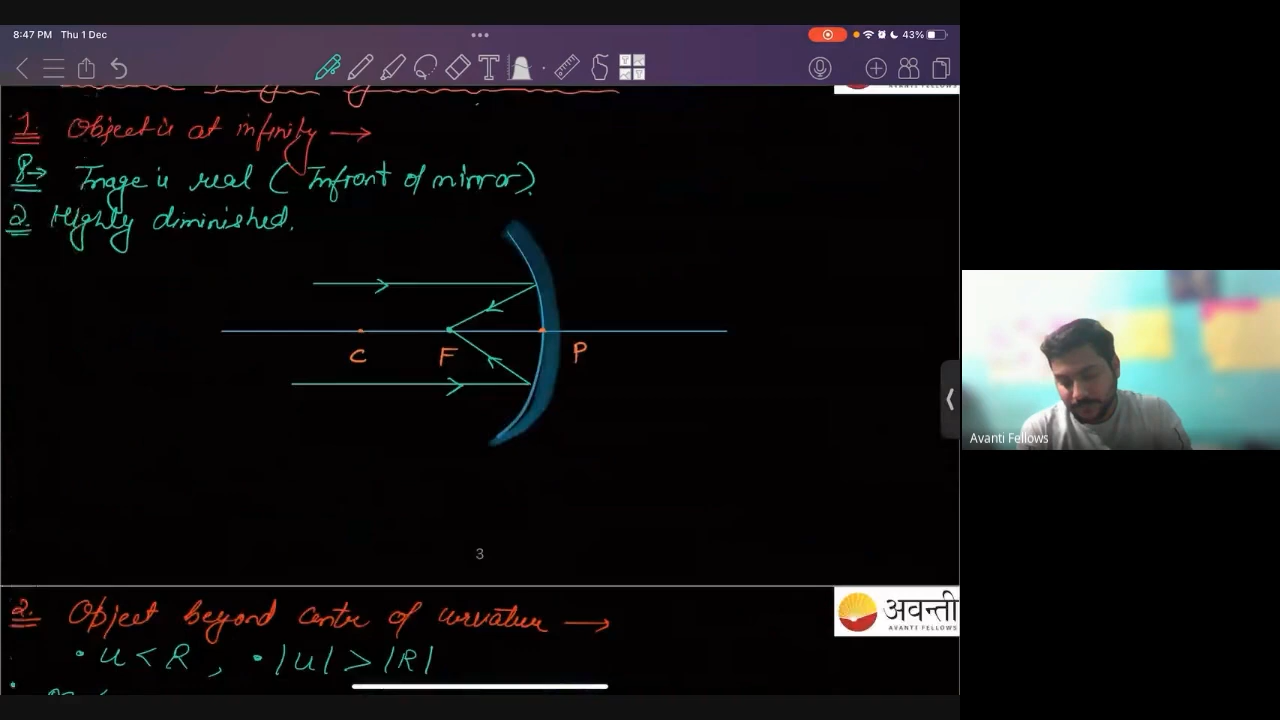 8:47 PM Thu 1 Dec
43%
1. Object is at infinity →
8→ Image is real ( Infront of mirror).
2. Highly diminished.
C F P
3
2. Object beyond centre of curvature →
• u < R , • |u| > |R|
अवन्ती
AVANTI FELLOWS
Avanti Fellows